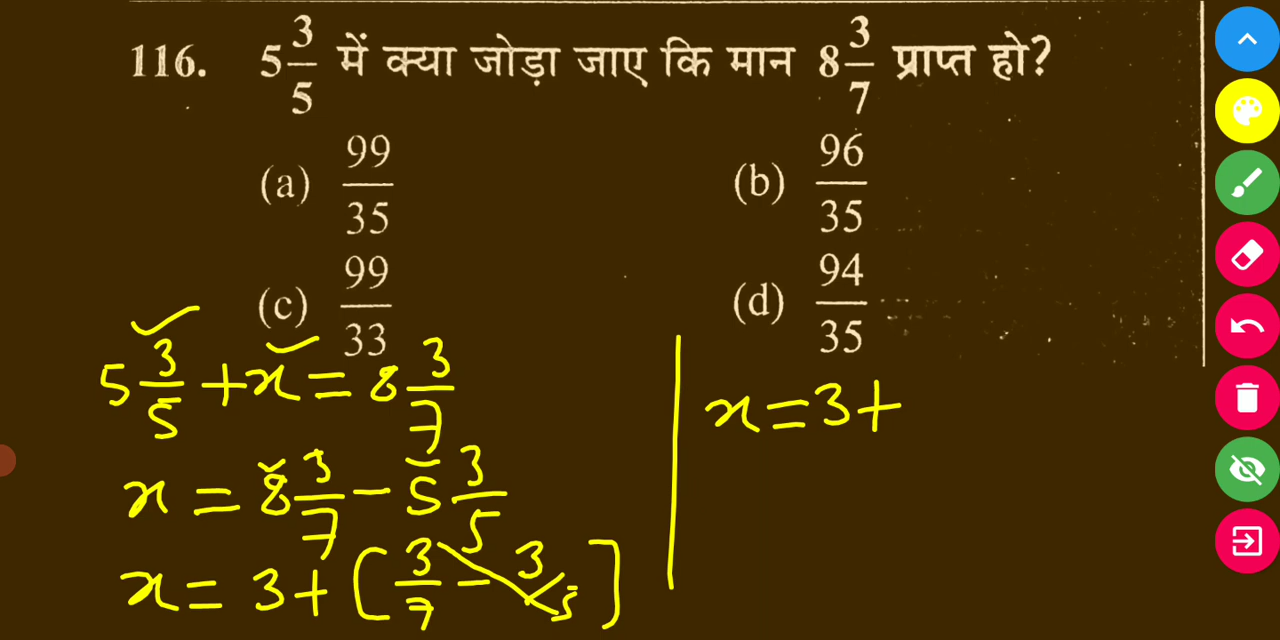 116. 5 3/5 में क्या जोड़ा जाए कि मान 8 3/7 प्राप्त हो?
(a) 99/35 (b) 96/35
(c) 99/33 (d) 94/35
5 3/5 + x = 8 3/7
x = 8 3/7 - 5 3/5
x = 3 + [3/7 - 3/5]
x = 3 +